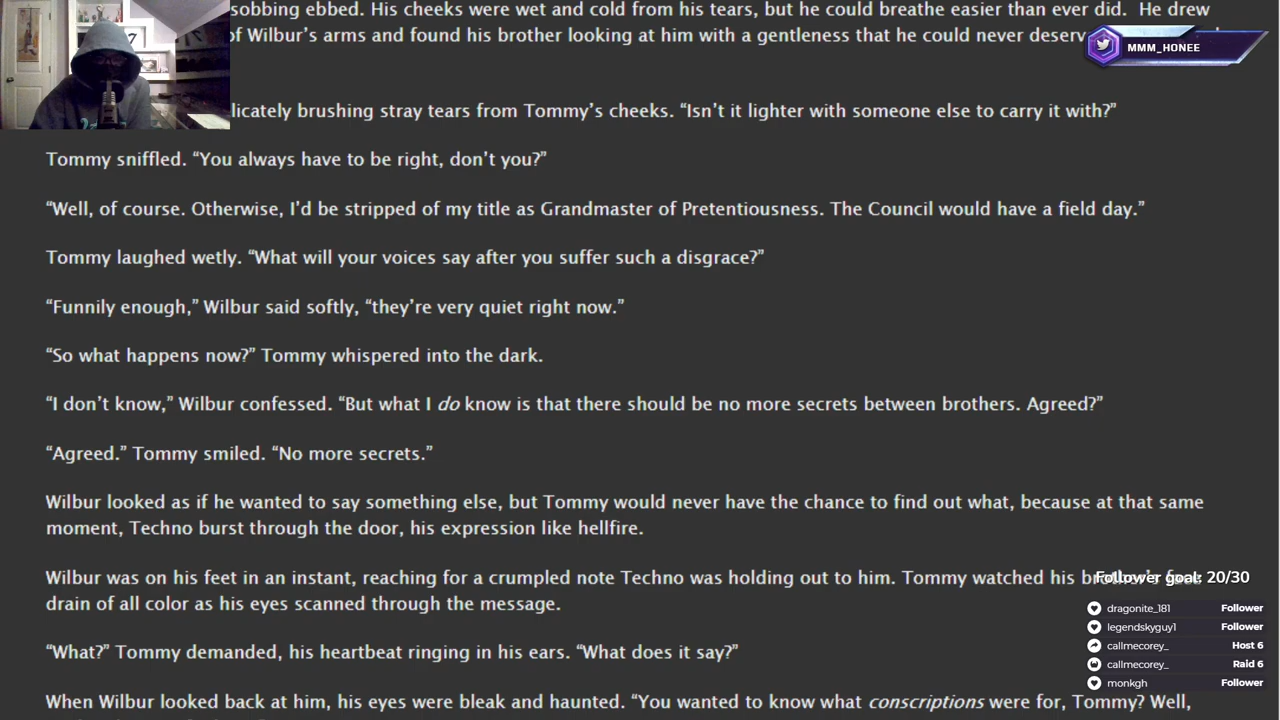 sobbing ebbed. His cheeks were wet and cold from his tears, but he could breathe easier than ever did. He drew
of Wilbur’s arms and found his brother looking at him with a gentleness that he could never
MMM_HONEE
brushing stray tears from Tommy’s cheeks. “Isn’t it lighter with someone else to carry it with?”
Tommy sniffled. “You always have to be right, don’t you?”
“Well, of course. Otherwise, I’d be stripped of my title as Grandmaster of Pretentiousness. The Council would have a field day.”
Tommy laughed wetly. “What will your voices say after you suffer such a disgrace?”
“Funnily enough,” Wilbur said softly, “they’re very quiet right now.”
“So what happens now?” Tommy whispered into the dark.
“I don’t know,” Wilbur confessed. “But what I do know is that there should be no more secrets between brothers. Agreed?”
“Agreed.” Tommy smiled. “No more secrets.”
Wilbur looked as if he wanted to say something else, but Tommy would never have the chance to find out what, because at that same
moment, Techno burst through the door, his expression like hellfire.
Wilbur was on his feet in an instant, reaching for a crumpled note Techno was holding out to him. Tommy watched his
Follower goal: 20/30
drain of all color as his eyes scanned through the message.
dragonite_181 Follower
legendskyguy1 Follower
callmecorey_ Host 6
callmecorey_ Raid 6
monkgh Follower
“What?” Tommy demanded, his heartbeat ringing in his ears. “What does it say?”
When Wilbur looked back at him, his eyes were bleak and haunted. “You wanted to know what conscriptions were for, Tommy? Well,